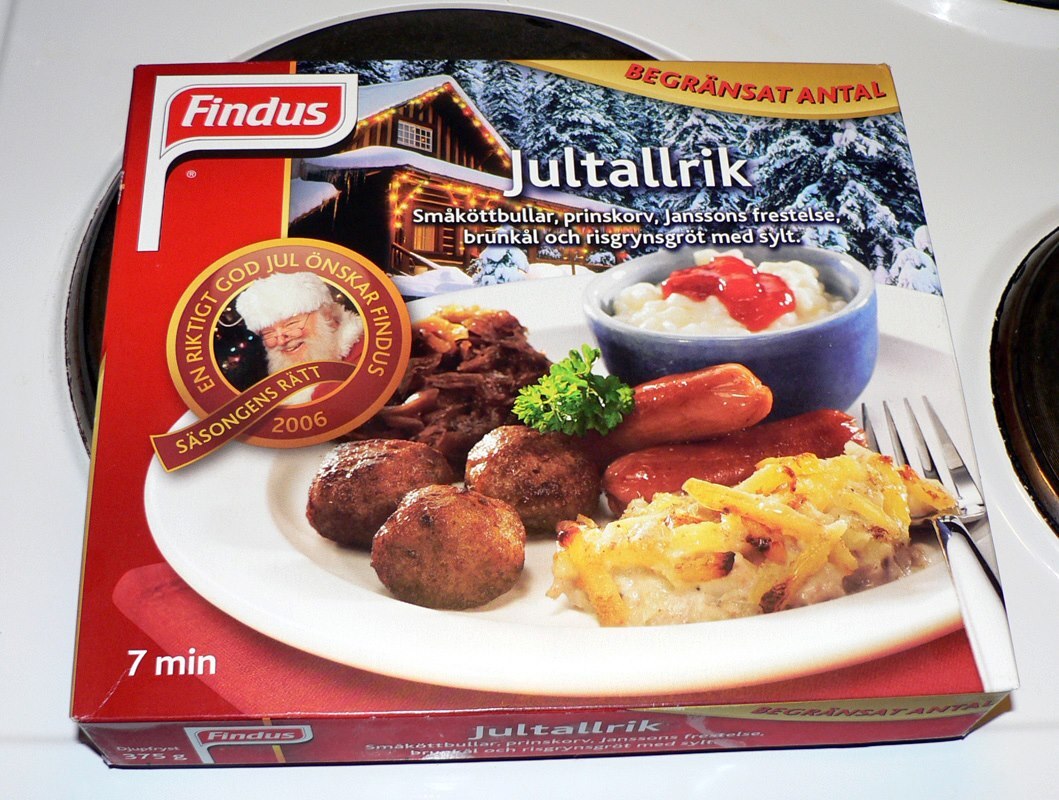 BEGRÄNSAT ANTAL
Findus
®
Jultallrik
Småköttbullar, prinskorv, Janssons frestelse,
brunkål och risgrynsgröt med sylt.
EN RIKTIGT GOD JUL ÖNSKAR FINDUS
SÄSONGENS RÄTT
2006
7 min
BEGRÄNSAT ANTAL
Findus
Jultallrik
Djupfryst
375 g
Småköttbullar, prinskorv, Janssons frestelse,
brunkål och risgrynsgröt med sylt.